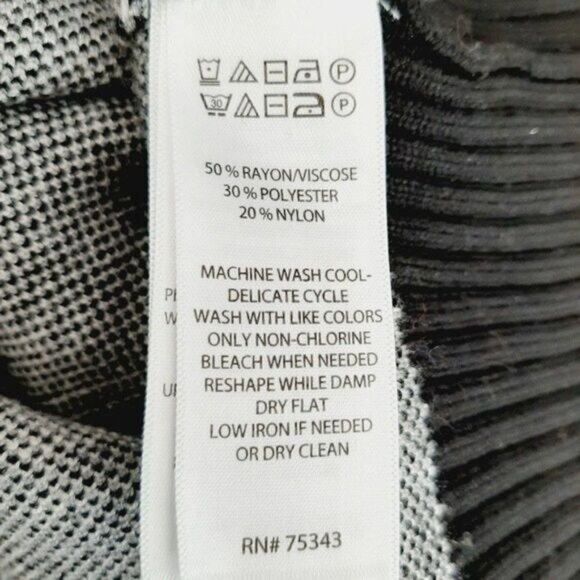 P
30 P
50 % RAYON/VISCOSE
30 % POLYESTER
20 % NYLON
MACHINE WASH COOL-
DELICATE CYCLE
WASH WITH LIKE COLORS
ONLY NON-CHLORINE
BLEACH WHEN NEEDED
RESHAPE WHILE DAMP
DRY FLAT
LOW IRON IF NEEDED
OR DRY CLEAN
RN# 75343